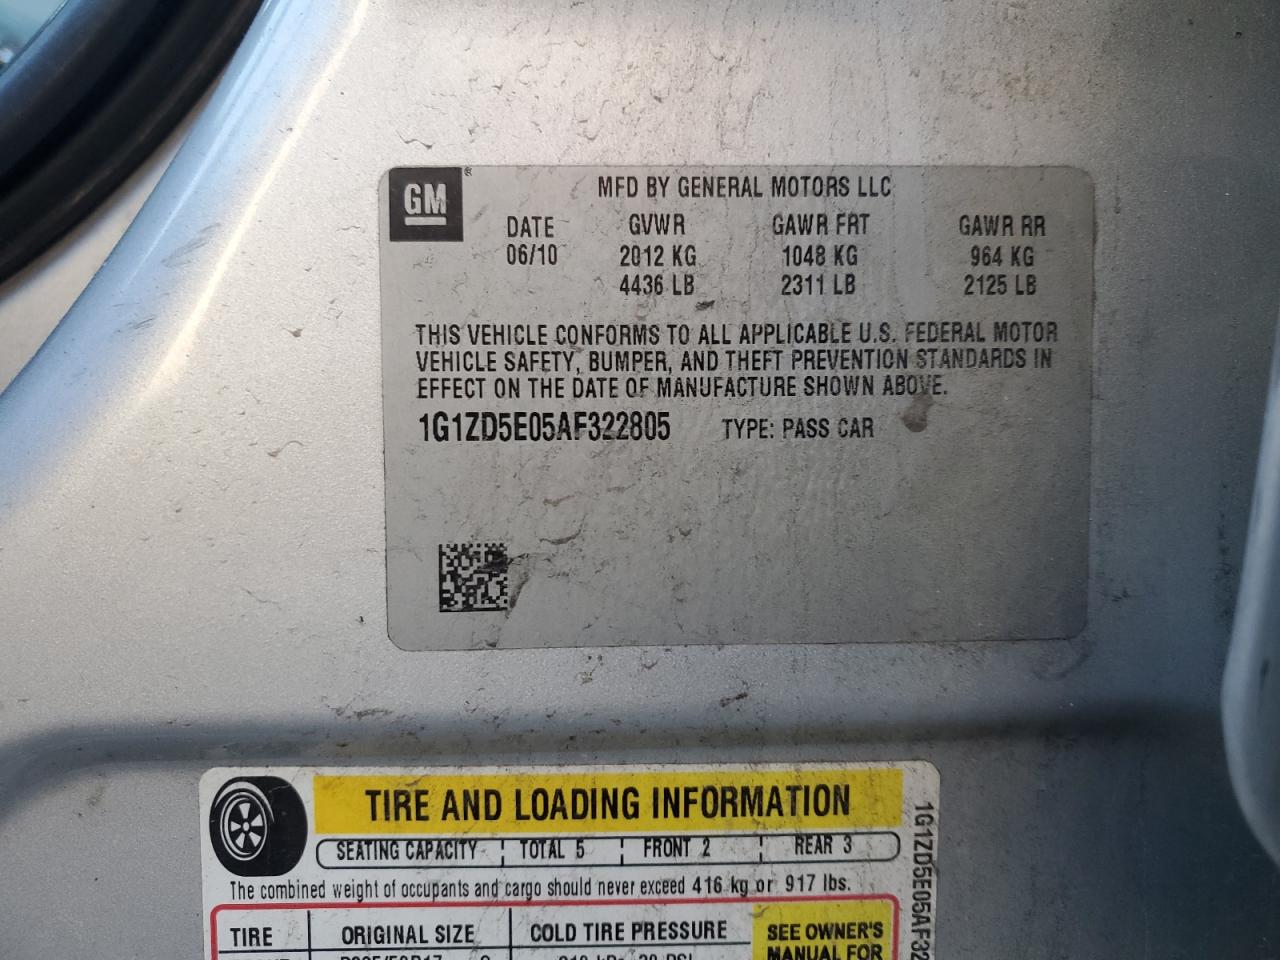 GM ®
MFD BY GENERAL MOTORS LLC
DATE GVWR GAWR FRT GAWR RR
06/10 2012 KG 1048 KG 964 KG
4436 LB 2311 LB 2125 LB
THIS VEHICLE CONFORMS TO ALL APPLICABLE U.S. FEDERAL MOTOR
VEHICLE SAFETY, BUMPER, AND THEFT PREVENTION STANDARDS IN
EFFECT ON THE DATE OF MANUFACTURE SHOWN ABOVE.
1G1ZD5E05AF322805 TYPE: PASS CAR
TIRE AND LOADING INFORMATION
SEATING CAPACITY TOTAL 5 FRONT 2 REAR 3
The combined weight of occupants and cargo should never exceed 416 kg or 917 lbs.
TIRE ORIGINAL SIZE COLD TIRE PRESSURE
SEE OWNER'S
MANUAL FOR
1G1ZD5E05AF32